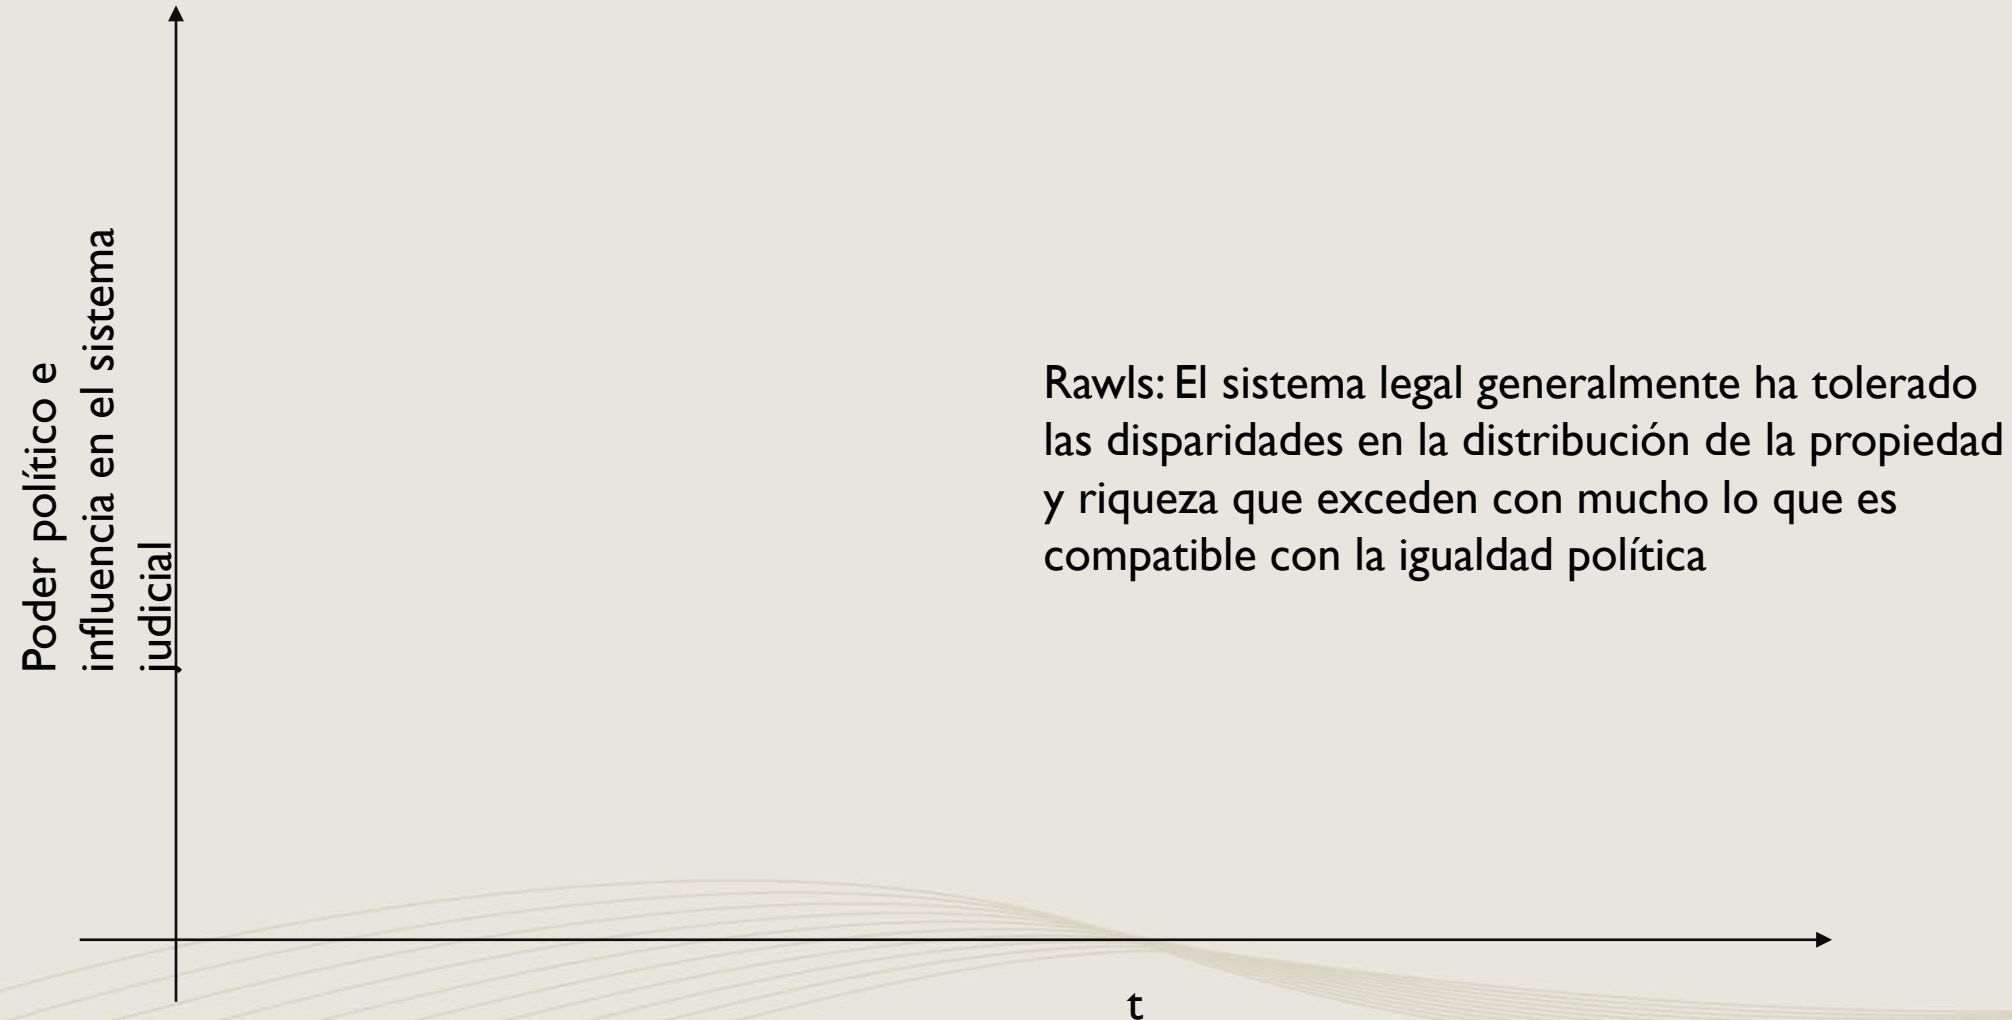 Poder político e
influencia en el sistema
judicial
Rawls: El sistema legal generalmente ha tolerado
las disparidades en la distribución de la propiedad
y riqueza que exceden con mucho lo que es
compatible con la igualdad política
t